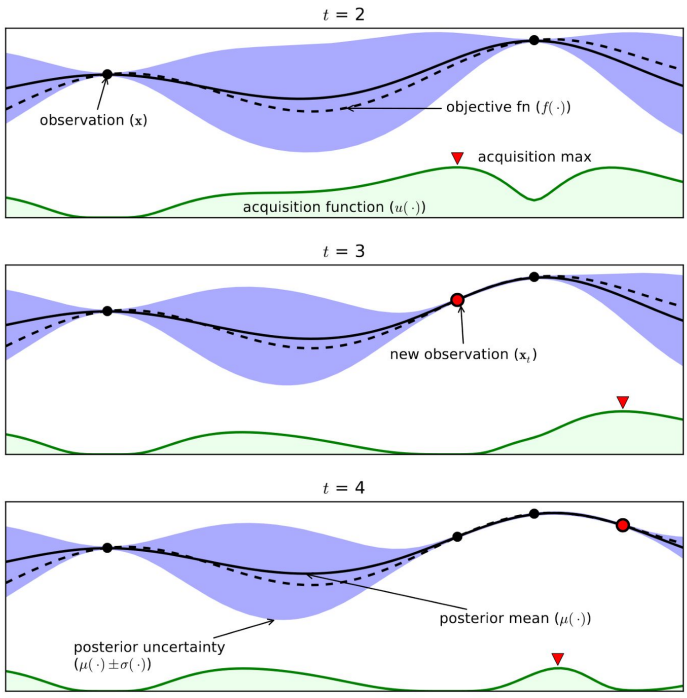 t = 2
observation (x)
objective fn (f(·))
acquisition max
acquisition function (u(·))
t = 3
new observation (xₜ)
t = 4
posterior mean (μ(·))
posterior uncertainty
(μ(·)±σ(·))